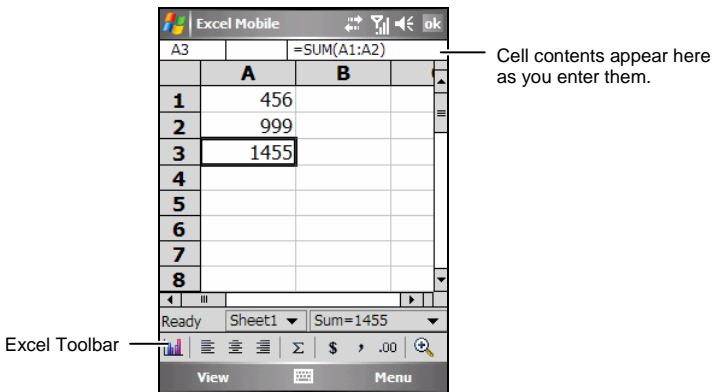 Excel Mobile ok
A3 =SUM(A1:A2)
Cell contents appear here
as you enter them.
A B
1 456
2 999
3 1455
4
5
6
7
8
Ready Sheet1 Sum=1455
Excel Toolbar
Σ $ , .00
View Menu